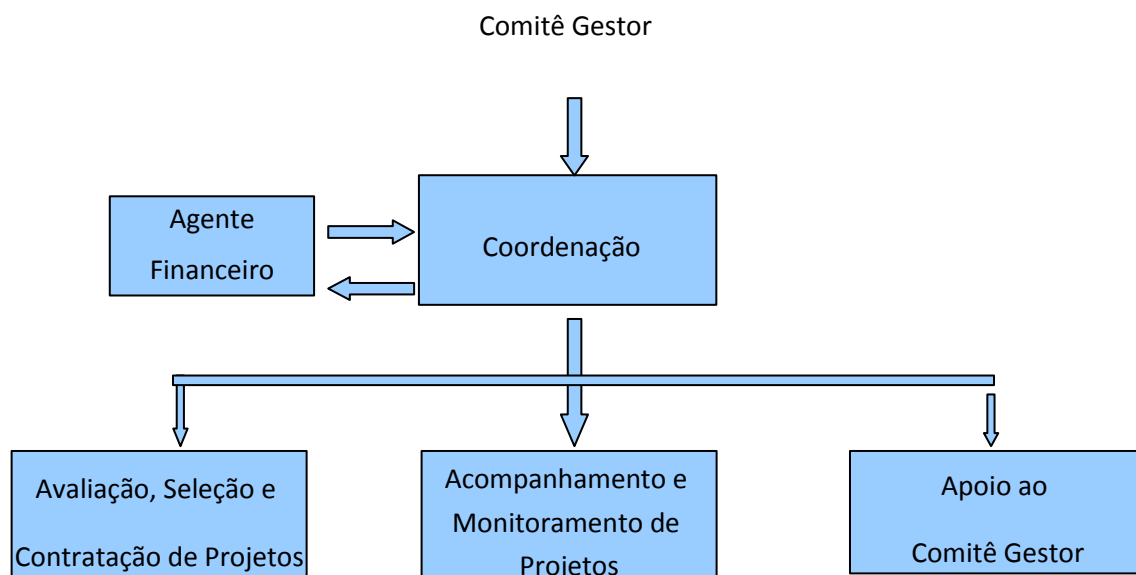 Comitê Gestor
Agente
Financeiro
Coordenação
Avaliação, Seleção e
Contratação de Projetos
Acompanhamento e
Monitoramento de
Projetos
Apoio ao
Comitê Gestor